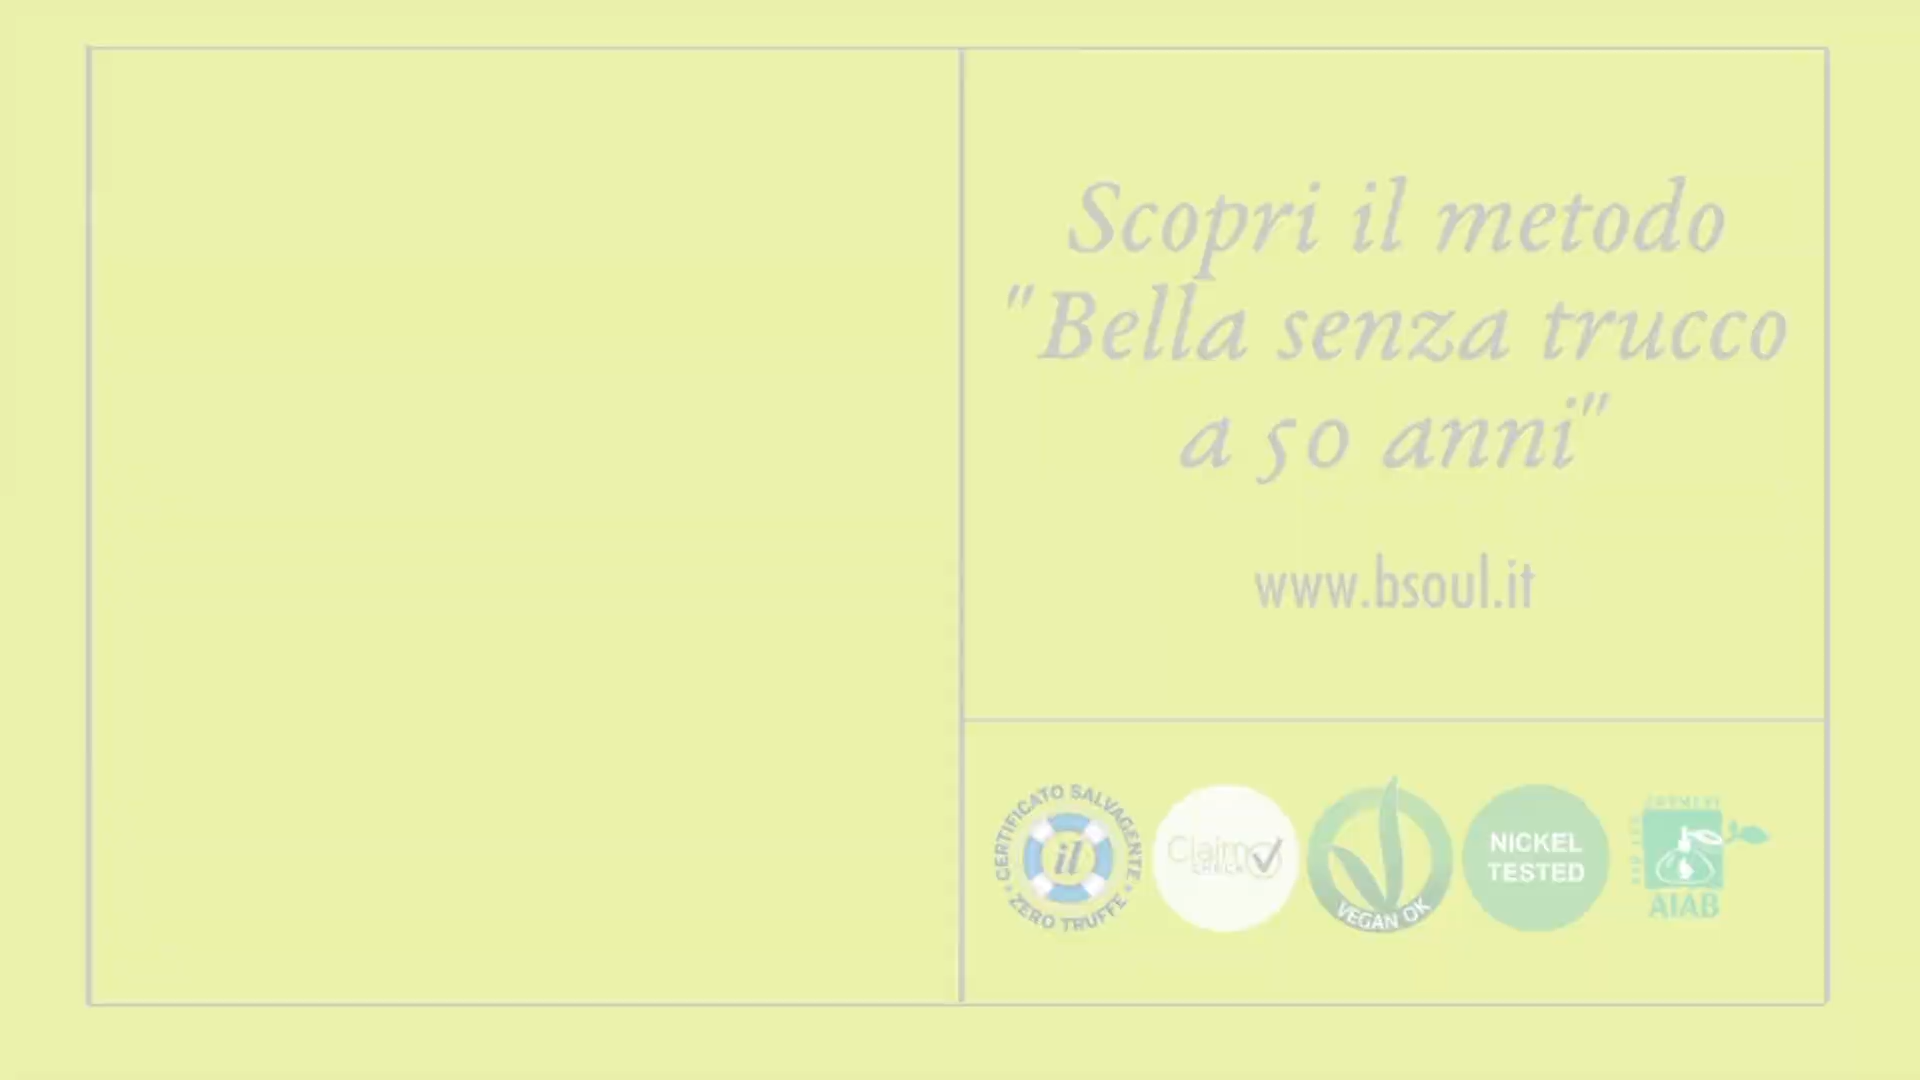 Scopri il metodo
"Bella senza trucco
a 50 anni"
www.bsoul.it
CERTIFICATO SALVAGENTE
il
ZERO TRUFFE
Claim
CHECK
VEGAN OK
NICKEL
TESTED
AIAB